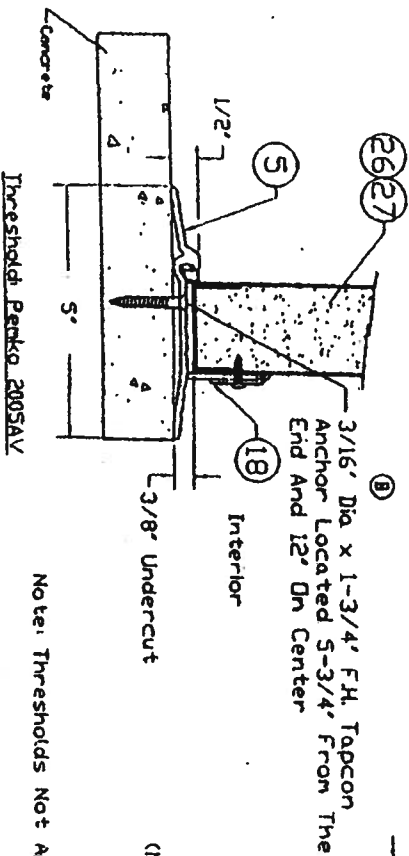 26 27
B
3/16' Dia x 1-3/4' F.H. Tapcon
Anchor Located 5-3/4' From The
End And 12' On Center
5
1/2'
18
Interior
3/8' Undercut
Concrete
5'
Threshold Pemko 2005AV
Note: Thresholds Not A